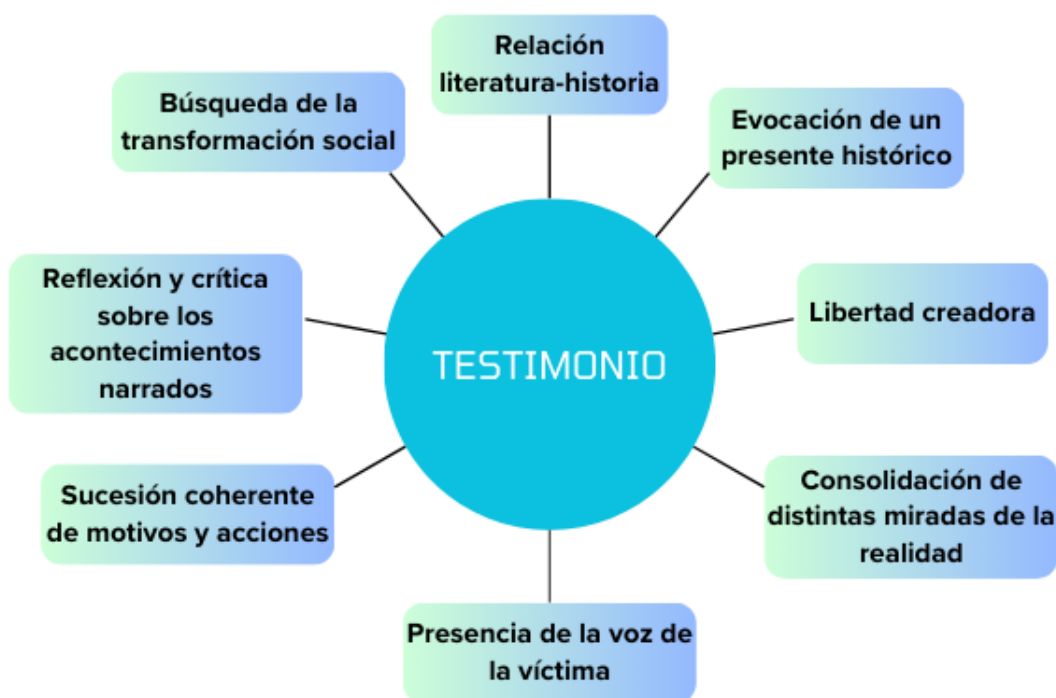 Relación
literatura-historia
Búsqueda de la
transformación social
Evocación de un
presente histórico
Reflexión y crítica
sobre los
acontecimientos
narrados
Libertad creadora
TESTIMONIO
Sucesión coherente
de motivos y acciones
Consolidación de
distintas miradas de la
realidad
Presencia de la voz de
la víctima